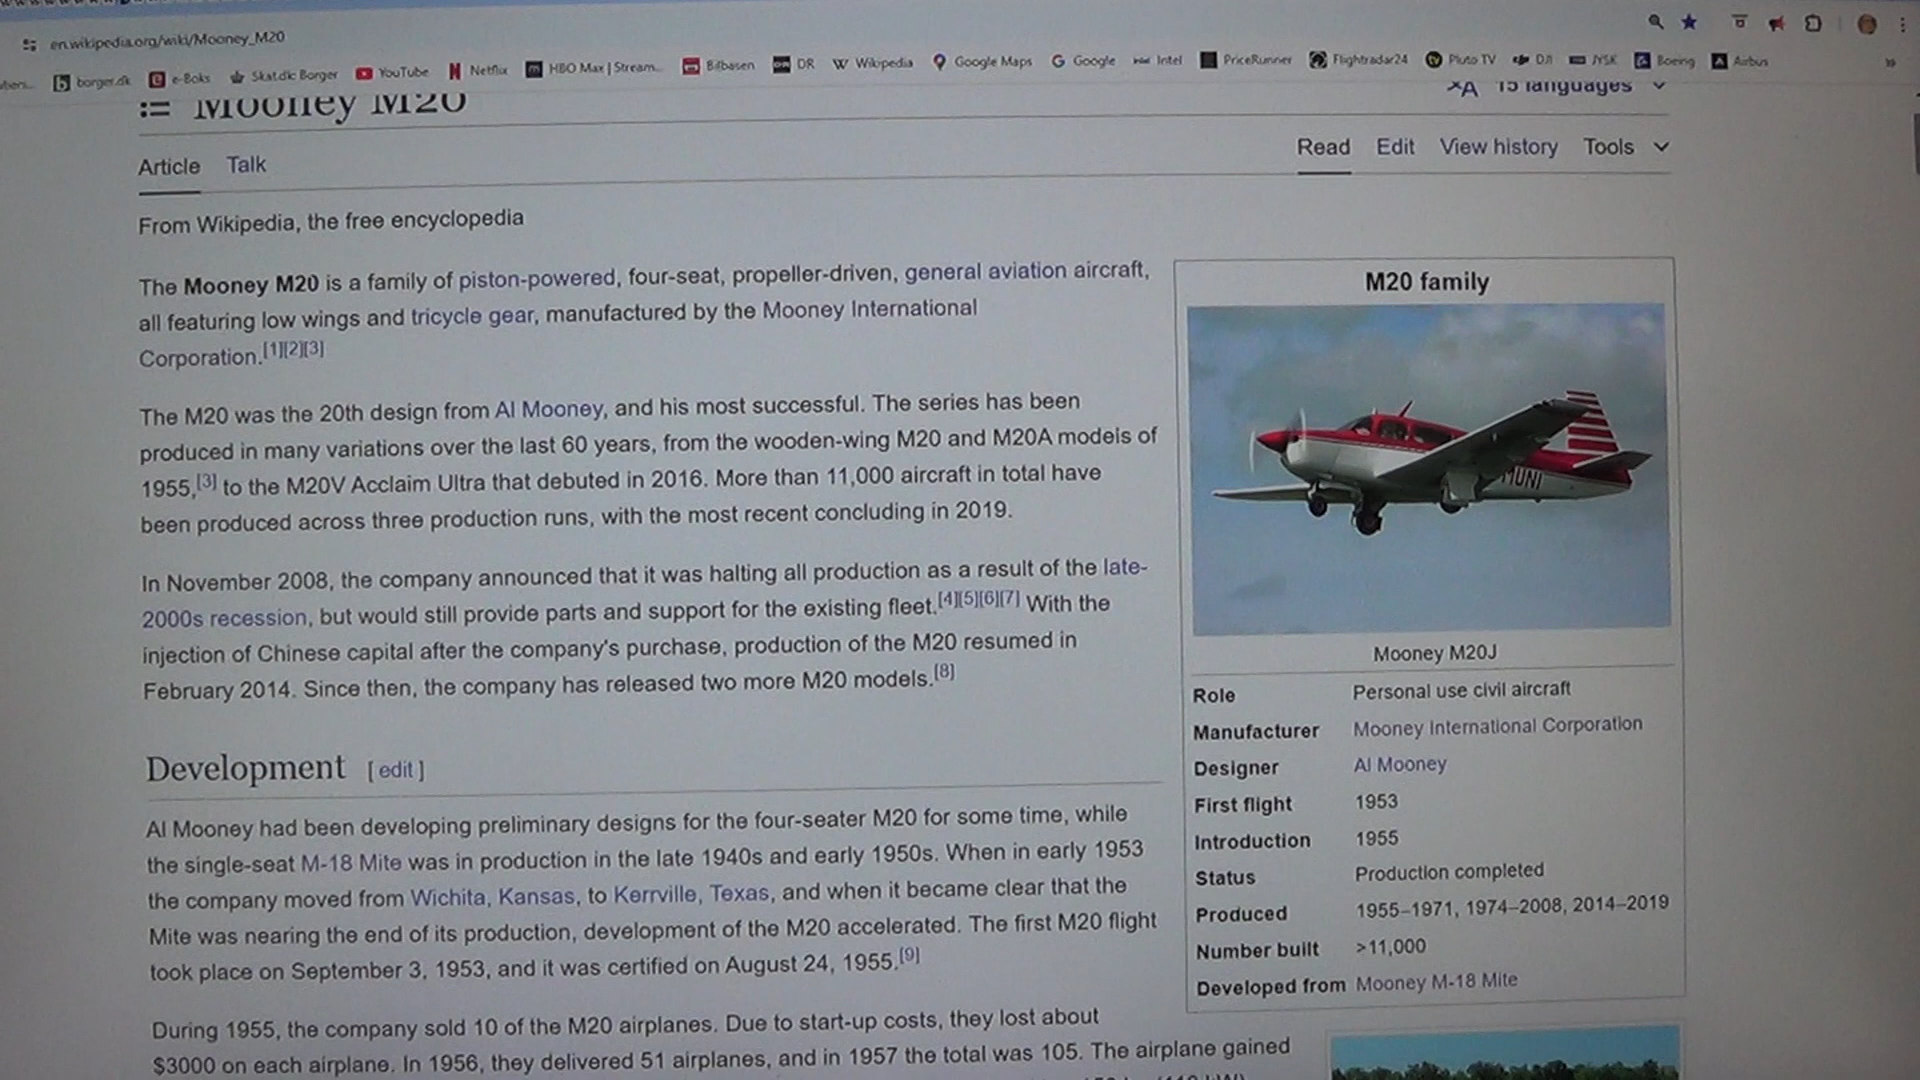 en.wikipedia.org/wiki/Mooney_M20
borger.dk e-Boks Skat.dk: Borger YouTube Netflix HBO Max | Stream... Bilbasen DR Wikipedia Google Maps Google Intel PriceRunner Flightradar24 Pluto TV DJI JYSK Boeing Airbus
Mooney M20
15 languages
Article Talk
Read Edit View history Tools
From Wikipedia, the free encyclopedia
The Mooney M20 is a family of piston-powered, four-seat, propeller-driven, general aviation aircraft,
all featuring low wings and tricycle gear, manufactured by the Mooney International
Corporation.[1][2][3]
The M20 was the 20th design from Al Mooney, and his most successful. The series has been
produced in many variations over the last 60 years, from the wooden-wing M20 and M20A models of
1955,[3] to the M20V Acclaim Ultra that debuted in 2016. More than 11,000 aircraft in total have
been produced across three production runs, with the most recent concluding in 2019.
In November 2008, the company announced that it was halting all production as a result of the late-
2000s recession, but would still provide parts and support for the existing fleet.[4][5][6][7] With the
injection of Chinese capital after the company's purchase, production of the M20 resumed in
February 2014. Since then, the company has released two more M20 models.[8]
Development [ edit ]
Al Mooney had been developing preliminary designs for the four-seater M20 for some time, while
the single-seat M-18 Mite was in production in the late 1940s and early 1950s. When in early 1953
the company moved from Wichita, Kansas, to Kerrville, Texas, and when it became clear that the
Mite was nearing the end of its production, development of the M20 accelerated. The first M20 flight
took place on September 3, 1953, and it was certified on August 24, 1955.[9]
During 1955, the company sold 10 of the M20 airplanes. Due to start-up costs, they lost about
$3000 on each airplane. In 1956, they delivered 51 airplanes, and in 1957 the total was 105. The airplane gained
M20 family
MUNI
Mooney M20J
Role Personal use civil aircraft
Manufacturer Mooney International Corporation
Designer Al Mooney
First flight 1953
Introduction 1955
Status Production completed
Produced 1955–1971, 1974–2008, 2014–2019
Number built >11,000
Developed from Mooney M-18 Mite